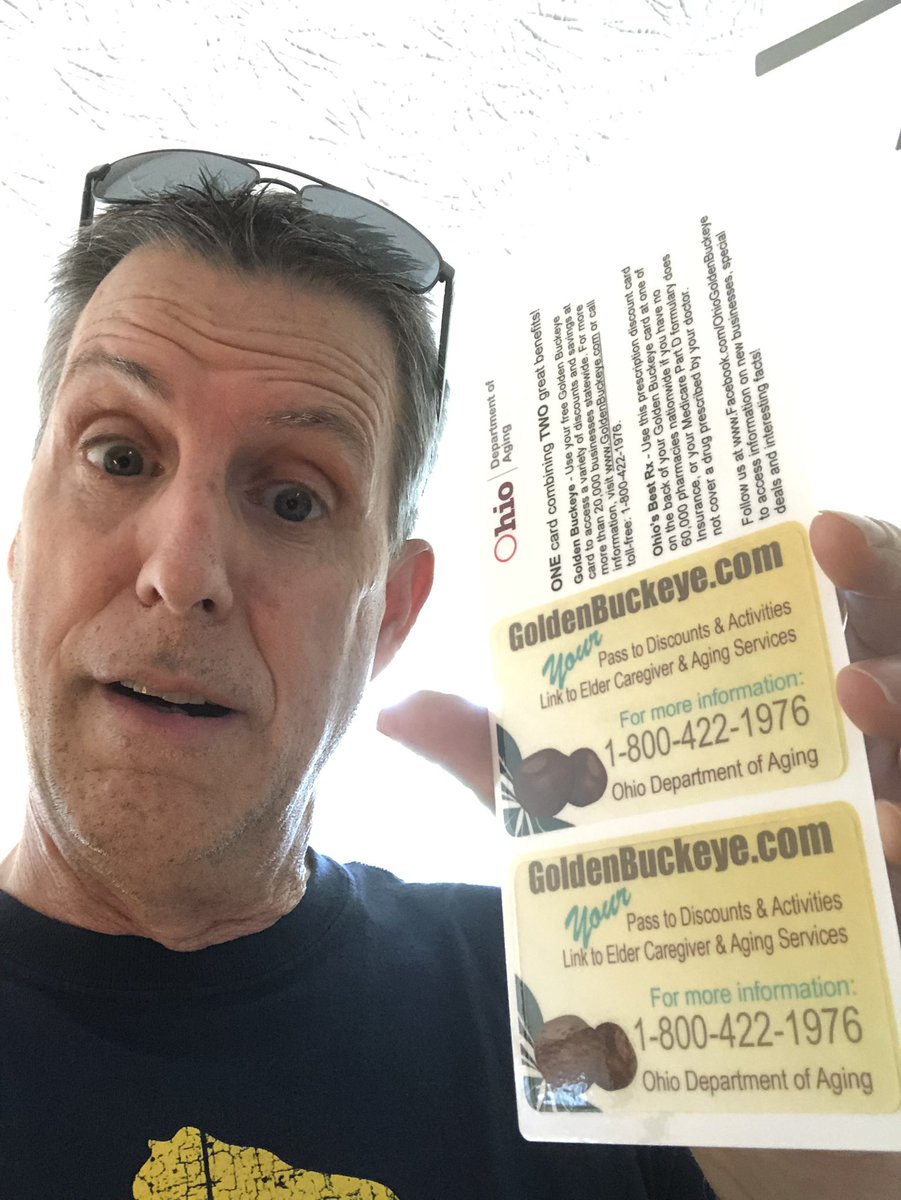 Ohio
Department of
Aging
ONE card combining TWO great benefits!
Golden Buckeye - Use your free Golden Buckeye
card to access a variety of discounts and savings at
more than 20,000 businesses statewide. For more
information, visit www.GoldenBuckeye.com or call
toll-free: 1-800-422-1976.
Ohio's Best Rx - Use this prescription discount card
on the back of your Golden Buckeye card at one of
60,000 pharmacies nationwide if you have no
insurance, or your Medicare Part D formulary does
not cover a drug prescribed by your doctor.
Follow us at www.Facebook.com/OhioGoldenBuckeye
to access information on new businesses, special
deals and interesting facts!
GoldenBuckeye.com
Your Pass to Discounts & Activities
Link to Elder Caregiver & Aging Services
For more information:
1-800-422-1976
Ohio Department of Aging
GoldenBuckeye.com
Your Pass to Discounts & Activities
Link to Elder Caregiver & Aging Services
For more information:
1-800-422-1976
Ohio Department of Aging